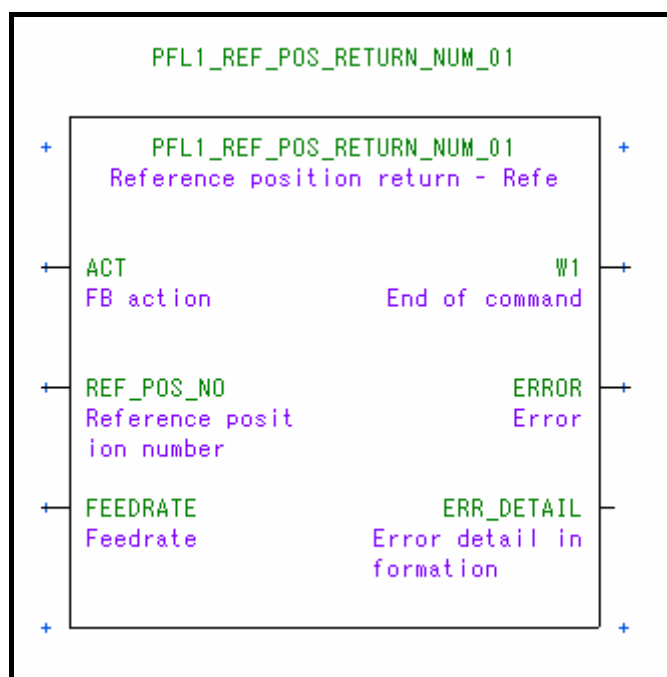 PFL1_REF_POS_RETURN_NUM_01
PFL1_REF_POS_RETURN_NUM_01
Reference position return - Refe
ACT
FB action
W1
End of command
REF_POS_NO
Reference posit
ion number
ERROR
Error
FEEDRATE
Feedrate
ERR_DETAIL
Error detail in
formation